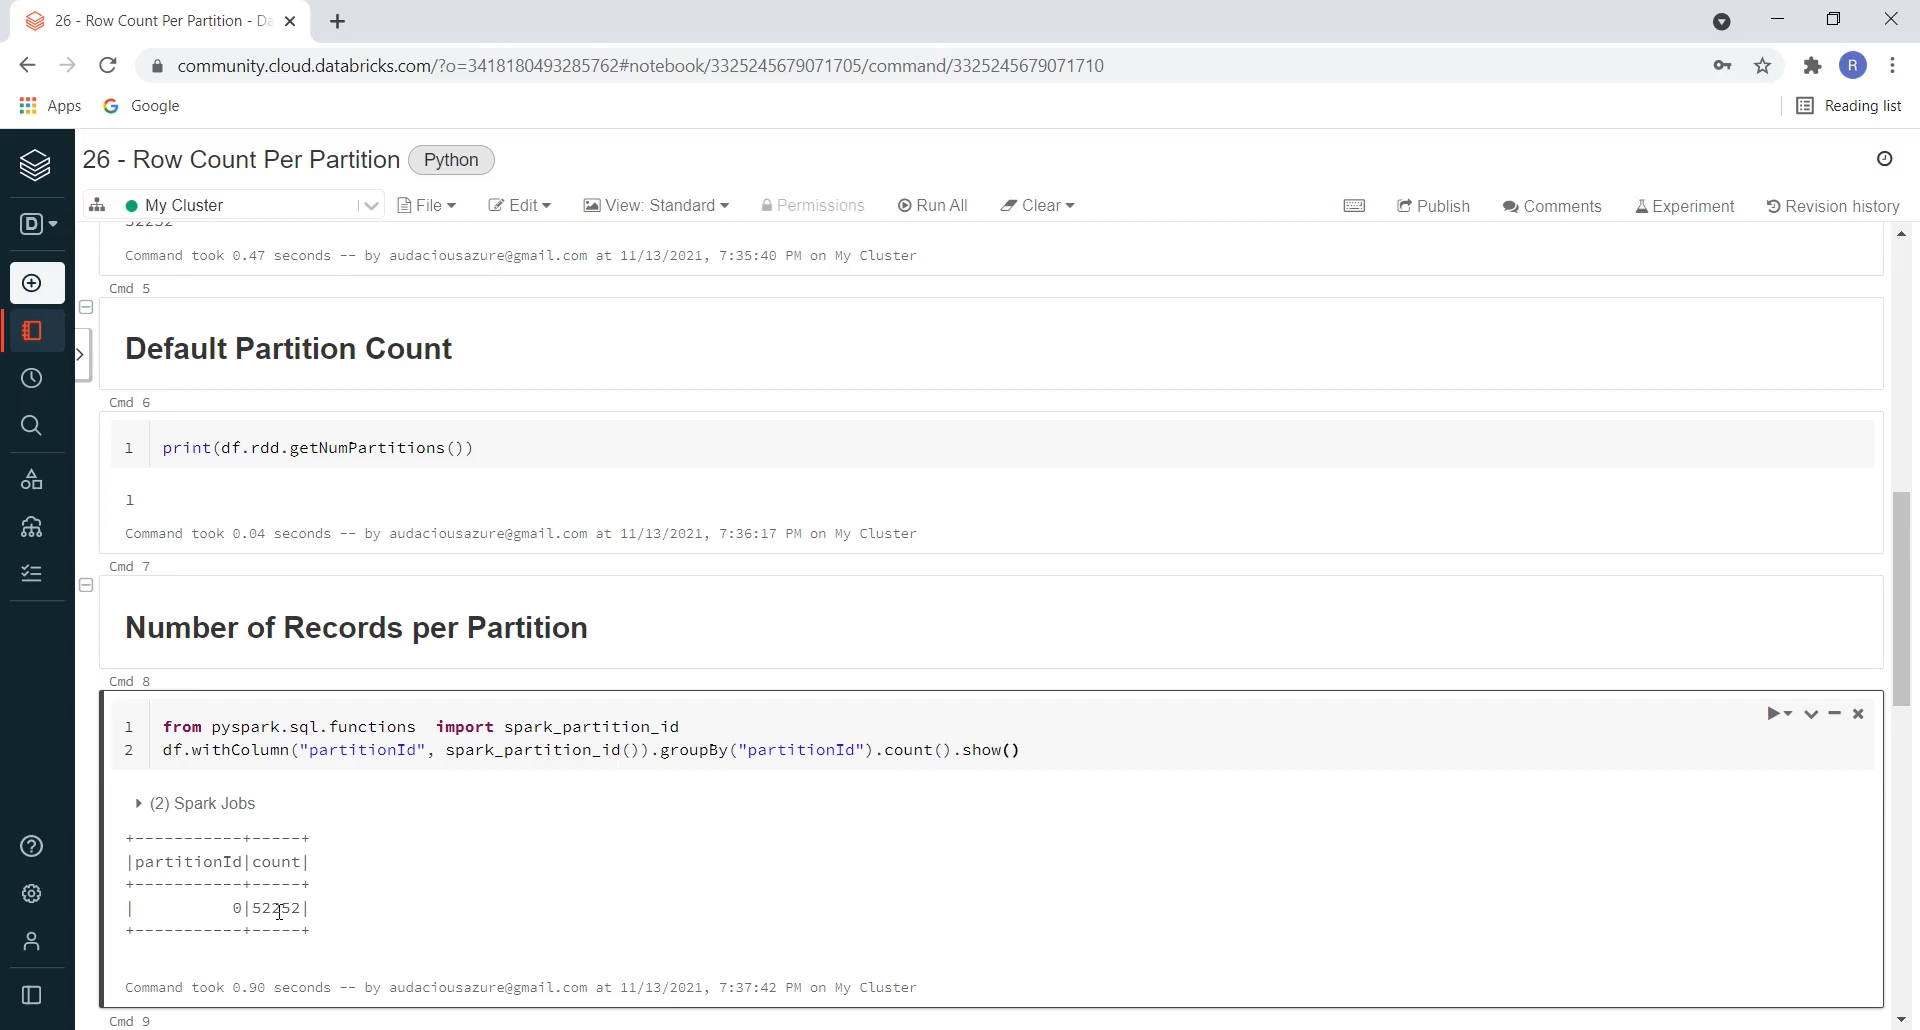 26 - Row Count Per Partition - Da
community.cloud.databricks.com/?o=3418180493285762#notebook/3325245679071705/command/3325245679071710
R
Apps
Google
Reading list
26 - Row Count Per Partition
Python
D
My Cluster
File
Edit
View: Standard
Permissions
Run All
Clear
Publish
Comments
Experiment
Revision history
52252
Command took 0.47 seconds -- by audaciousazure@gmail.com at 11/13/2021, 7:35:40 PM on My Cluster
Cmd 5
Default Partition Count
Cmd 6
1 print(df.rdd.getNumPartitions())
1
Command took 0.04 seconds -- by audaciousazure@gmail.com at 11/13/2021, 7:36:17 PM on My Cluster
Cmd 7
Number of Records per Partition
Cmd 8
1 from pyspark.sql.functions  import spark_partition_id
2 df.withColumn("partitionId", spark_partition_id()).groupBy("partitionId").count().show()
(2) Spark Jobs
+-----------+-----+
|partitionId|count|
+-----------+-----+
|          0|52252|
+-----------+-----+
Command took 0.90 seconds -- by audaciousazure@gmail.com at 11/13/2021, 7:37:42 PM on My Cluster
Cmd 9